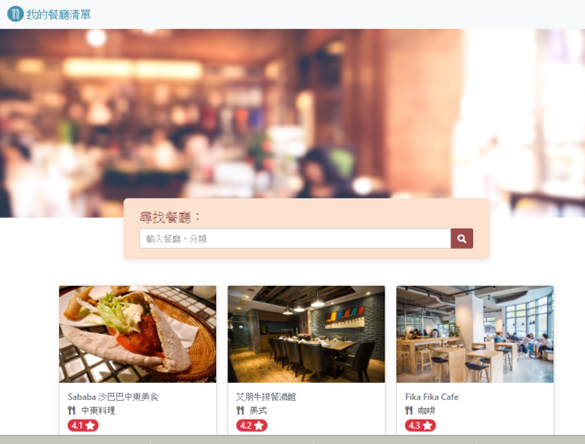 我的餐廳清單
尋找餐廳：
輸入餐廳、分類
Sababa 沙巴巴中東美食
中東料理
4.1
艾朋牛排餐酒館
美式
4.2
Fika Fika Cafe
咖啡
4.3